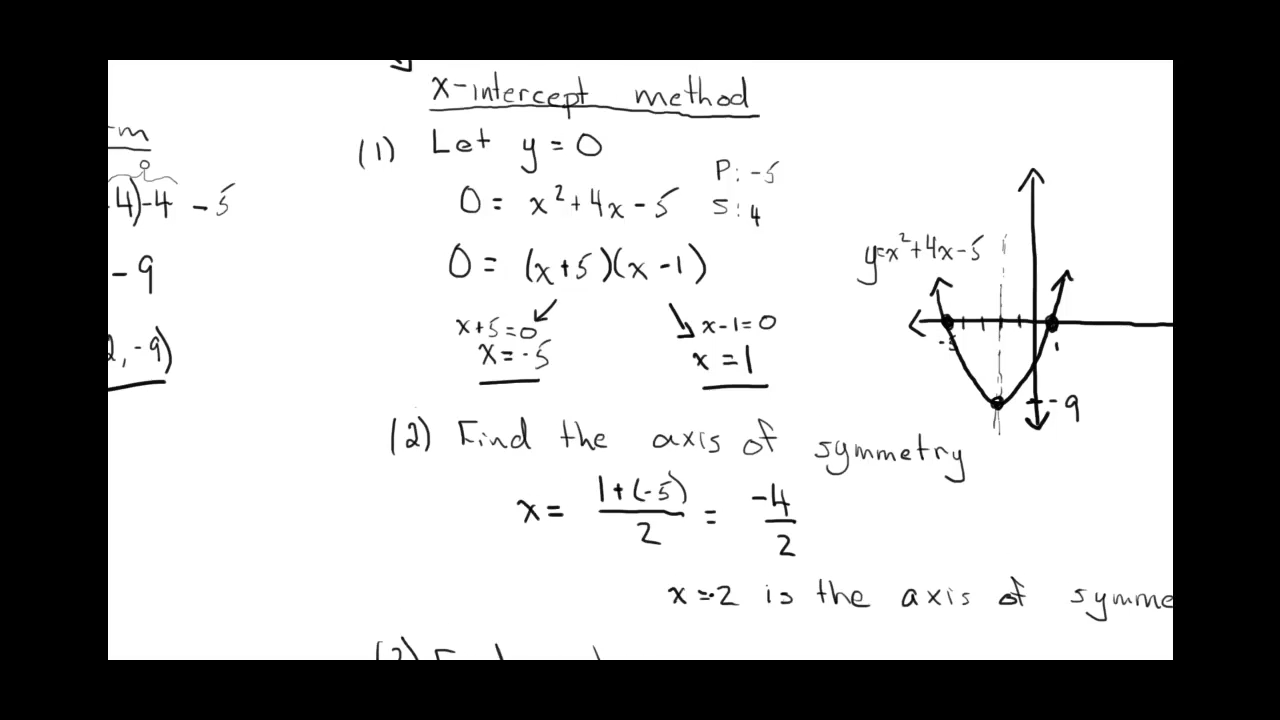 x-intercept method
(1) Let y = 0
P: -5
0 = x² + 4x - 5
S: 4
0 = (x+5)(x-1)
x+5=0
x-1=0
x = -5
x = 1
(2) Find the axis of symmetry
x = \frac{1+(-5)}{2} = \frac{-4}{2}
x = -2 is the axis of symme
4)-4 - 5
- 9
2, -9)
y=x²+4x-5
-5
1
-9